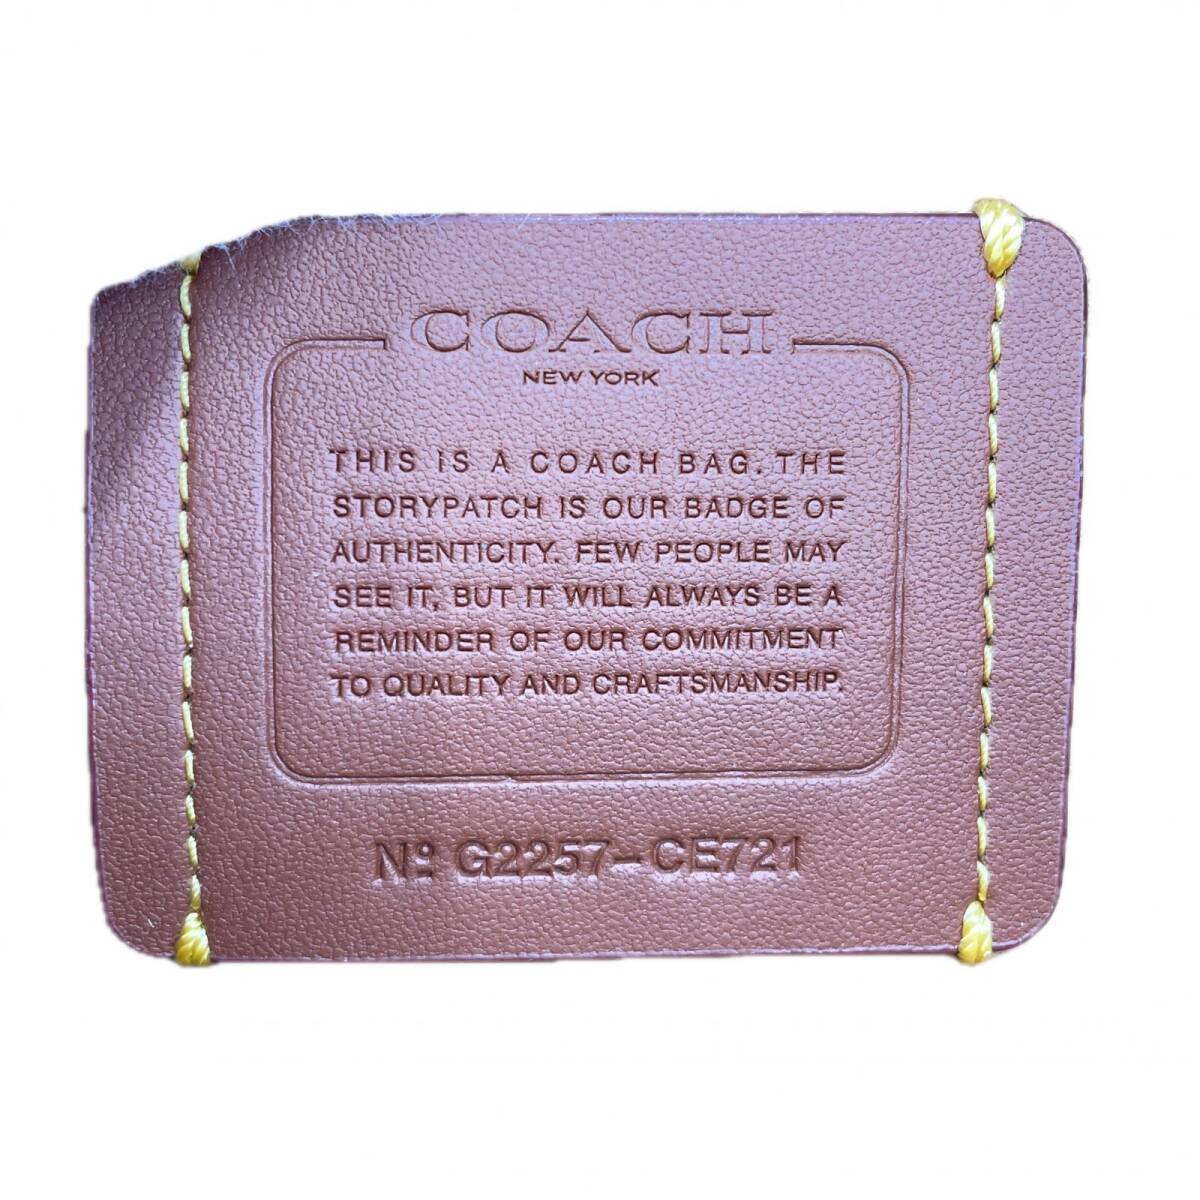 COACH
NEW YORK
THIS IS A COACH BAG. THE
STORYPATCH IS OUR BADGE OF
AUTHENTICITY. FEW PEOPLE MAY
SEE IT, BUT IT WILL ALWAYS BE A
REMINDER OF OUR COMMITMENT
TO QUALITY AND CRAFTSMANSHIP.
Nº G2257-CE721